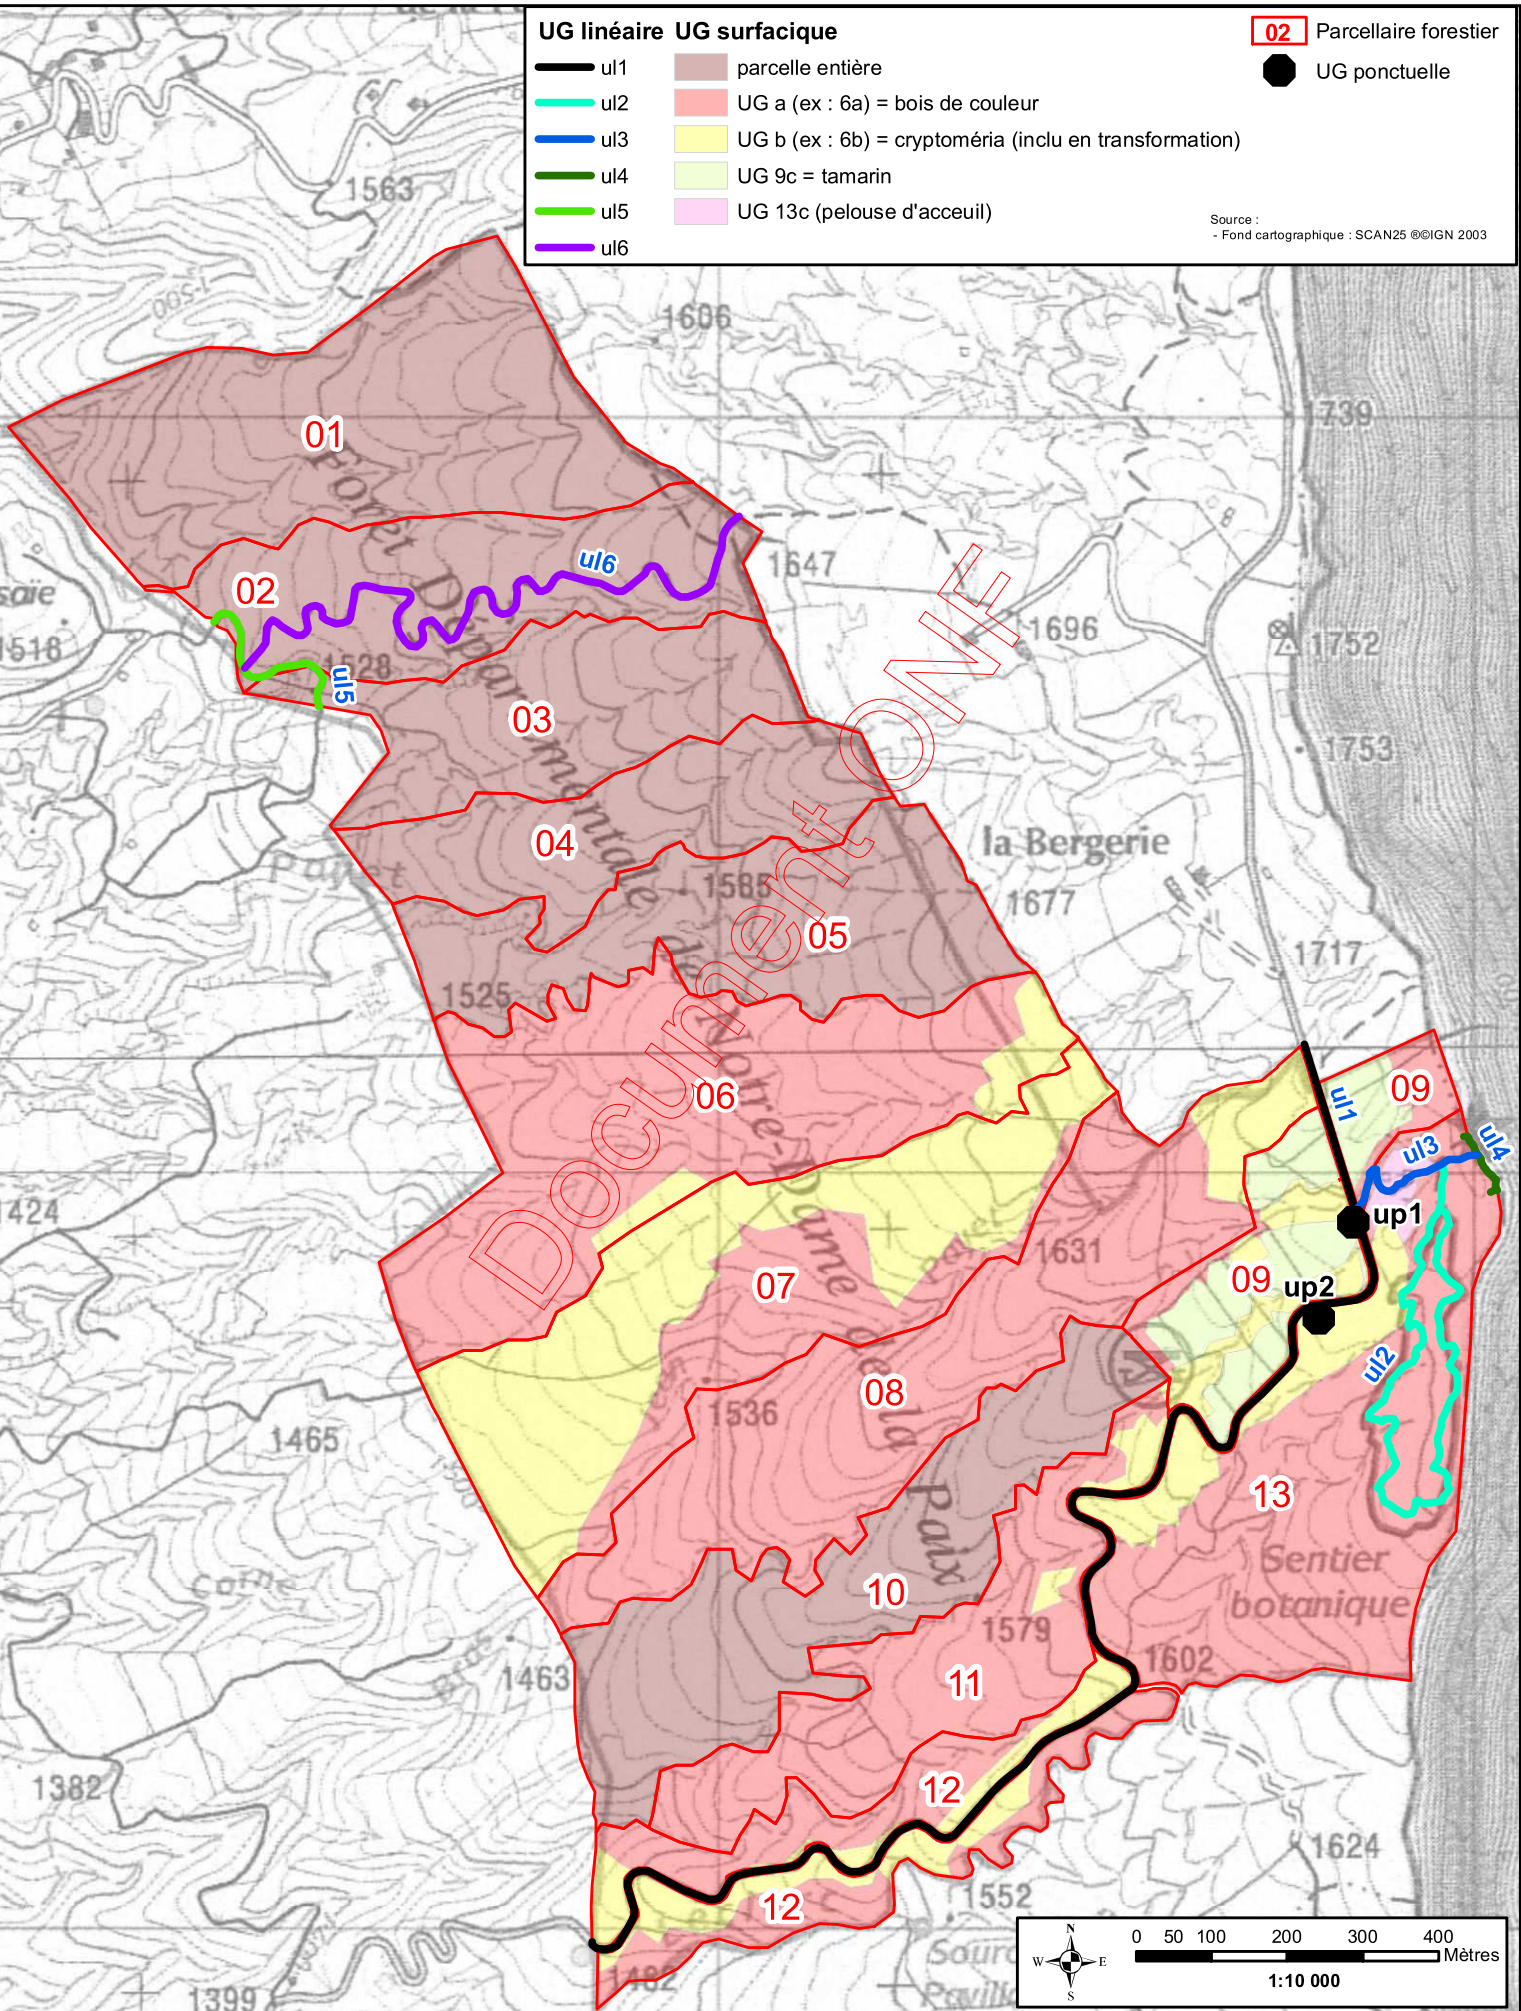 UG linéaire UG surfacique
02 Parcellaire forestier
ul1 parcelle entière
UG ponctuelle
ul2 UG a (ex : 6a) = bois de couleur
ul3 UG b (ex : 6b) = cryptoméria (inclu en transformation)
ul4 UG 9c = tamarin
ul5 UG 13c (pelouse d'acceuil)
ul6
Source :
- Fond cartographique : SCAN25 ®©IGN 2003
1563
1500
1606
1739
01
Forêt Départementale de Notre-Dame de la Paix
ul6
1647
02
1518
1528
ul5
1696
1752
03
1753
04
la Bergerie
1585
1677
05
1717
1525
Document ONF
06
09
ul1
ul3
ul4
1424
up1
1631
07
09
up2
ul2
08
1536
1465
13
10
Sentier
botanique
1579
1602
1463
11
12
1382
1624
12
1552
1482
1399
N
W E
S
0 50 100 200 300 400
Mètres
1:10 000